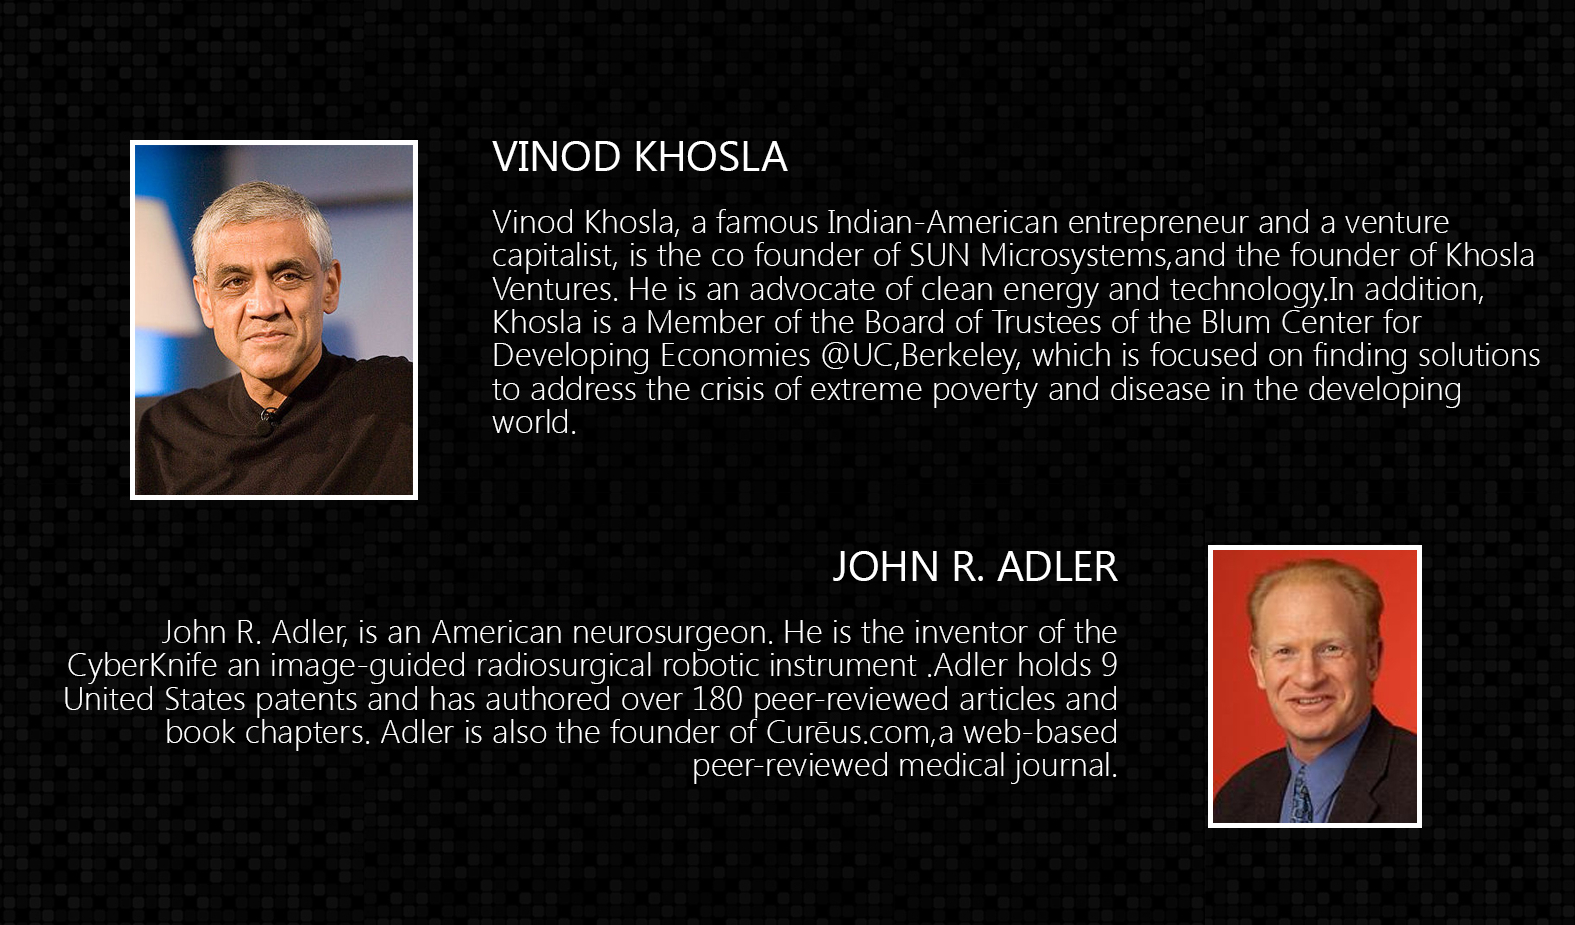 VINOD KHOSLA
Vinod Khosla, a famous Indian-American entrepreneur and a venture
capitalist, is the co founder of SUN Microsystems,and the founder of Khosla
Ventures. He is an advocate of clean energy and technology.In addition,
Khosla is a Member of the Board of Trustees of the Blum Center for
Developing Economies @UC,Berkeley, which is focused on finding solutions
to address the crisis of extreme poverty and disease in the developing
world.
JOHN R. ADLER
John R. Adler, is an American neurosurgeon. He is the inventor of the
CyberKnife an image-guided radiosurgical robotic instrument .Adler holds 9
United States patents and has authored over 180 peer-reviewed articles and
book chapters. Adler is also the founder of Curēus.com,a web-based
peer-reviewed medical journal.